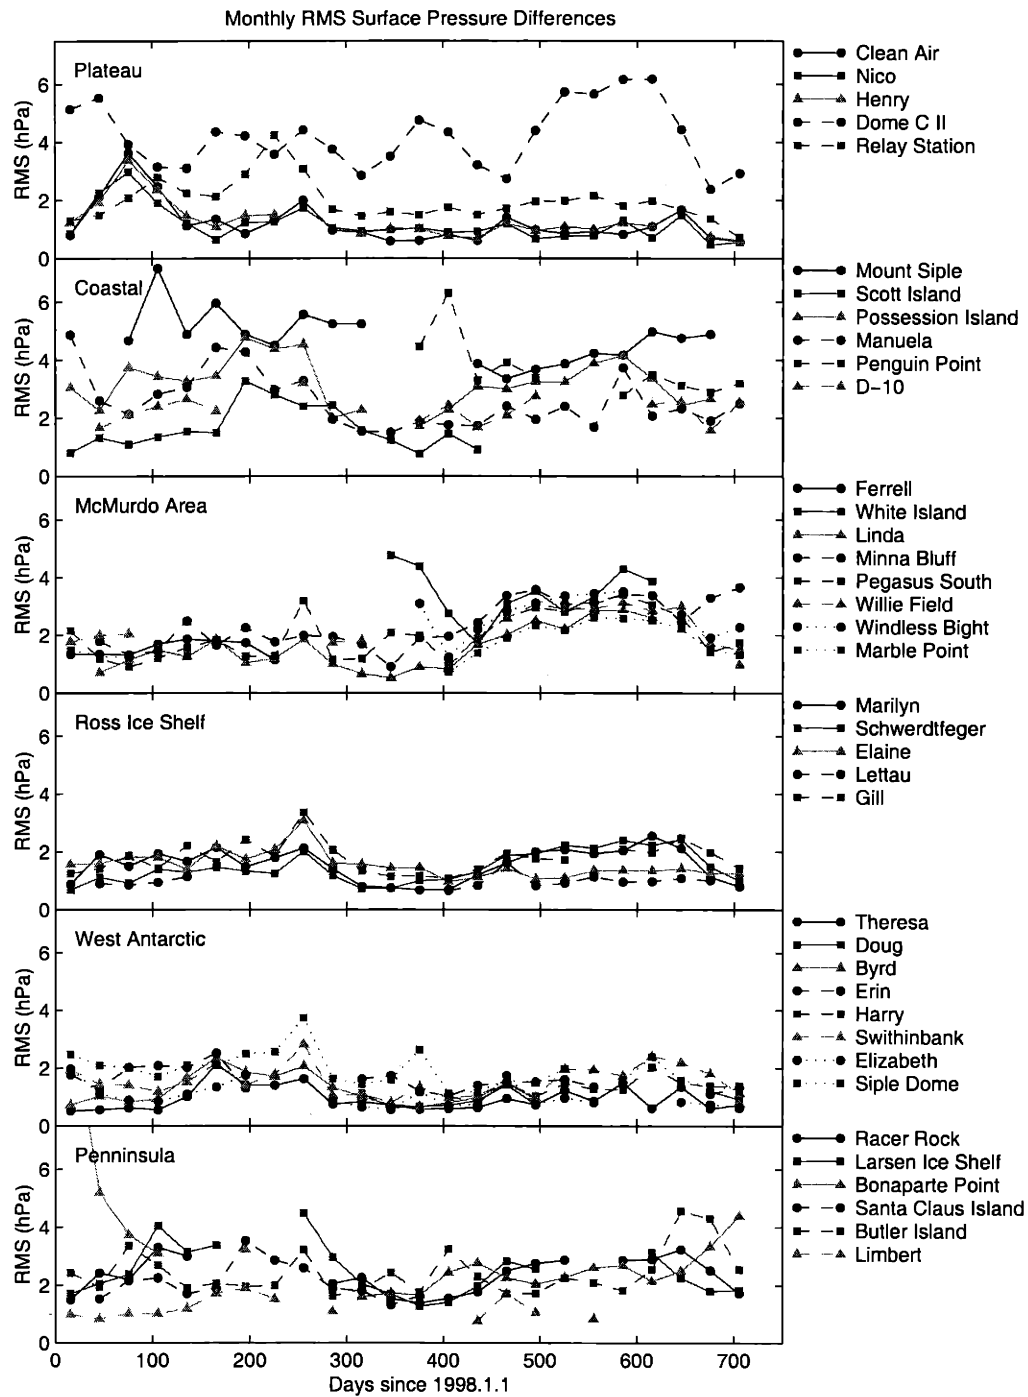 Monthly RMS Surface Pressure Differences
Plateau
RMS (hPa)
6
4
2
0
Clean Air
Nico
Henry
Dome C II
Relay Station
Coastal
RMS (hPa)
6
4
2
0
Mount Siple
Scott Island
Possession Island
Manuela
Penguin Point
D-10
McMurdo Area
RMS (hPa)
6
4
2
0
Ferrell
White Island
Linda
Minna Bluff
Pegasus South
Willie Field
Windless Bight
Marble Point
Ross Ice Shelf
RMS (hPa)
6
4
2
0
Marilyn
Schwerdtfeger
Elaine
Lettau
Gill
West Antarctic
RMS (hPa)
6
4
2
0
Theresa
Doug
Byrd
Erin
Harry
Swithinbank
Elizabeth
Siple Dome
Penninsula
RMS (hPa)
6
4
2
0
Racer Rock
Larsen Ice Shelf
Bonaparte Point
Santa Claus Island
Butler Island
Limbert
0 100 200 300 400 500 600 700
Days since 1998.1.1